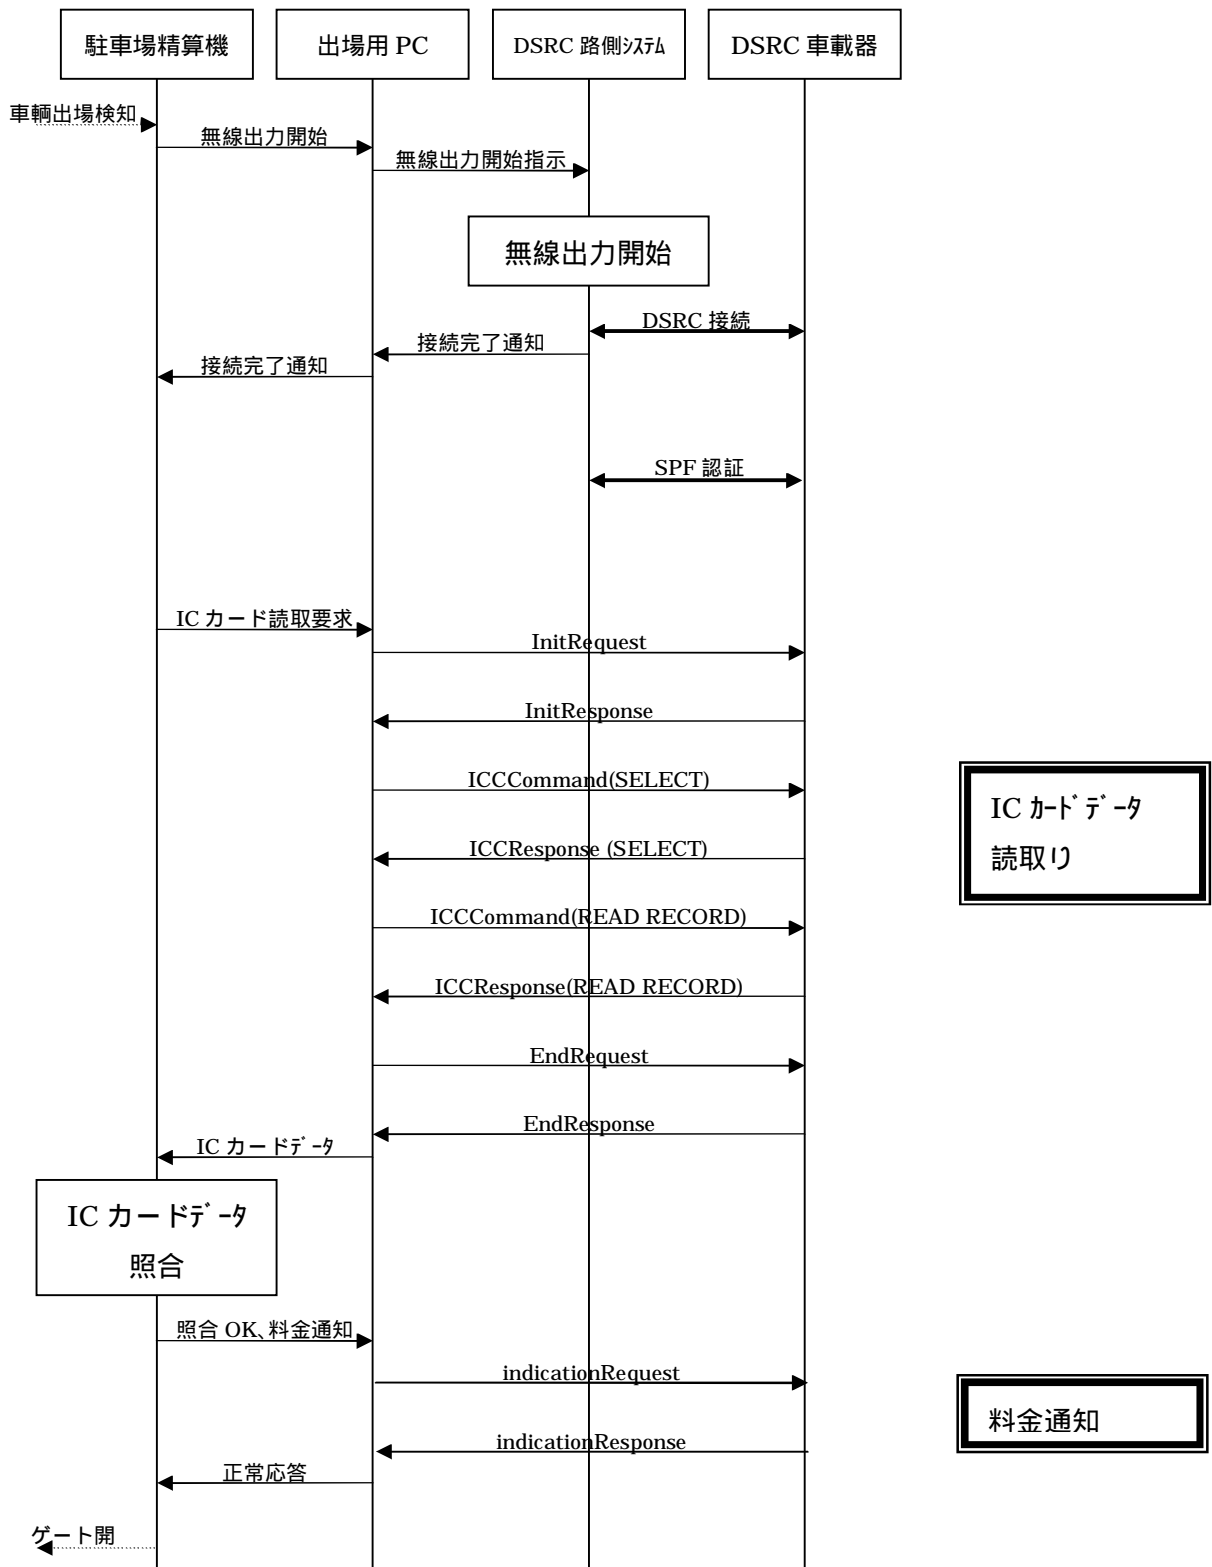 駐車場精算機
出場用 PC
DSRC 路側ｼｽﾃﾑ
DSRC 車載器
車輌出場検知
無線出力開始
無線出力開始指示
無線出力開始
DSRC 接続
接続完了通知
接続完了通知
SPF 認証
IC カード読取要求
InitRequest
InitResponse
ICCCommand(SELECT)
IC ｶｰﾄﾞﾃﾞｰﾀ
読取り
ICCResponse (SELECT)
ICCCommand(READ RECORD)
ICCResponse(READ RECORD)
EndRequest
EndResponse
IC カードﾃﾞｰﾀ
IC カードﾃﾞｰﾀ
照合
照合 OK、料金通知
indicationRequest
料金通知
indicationResponse
正常応答
ゲート開